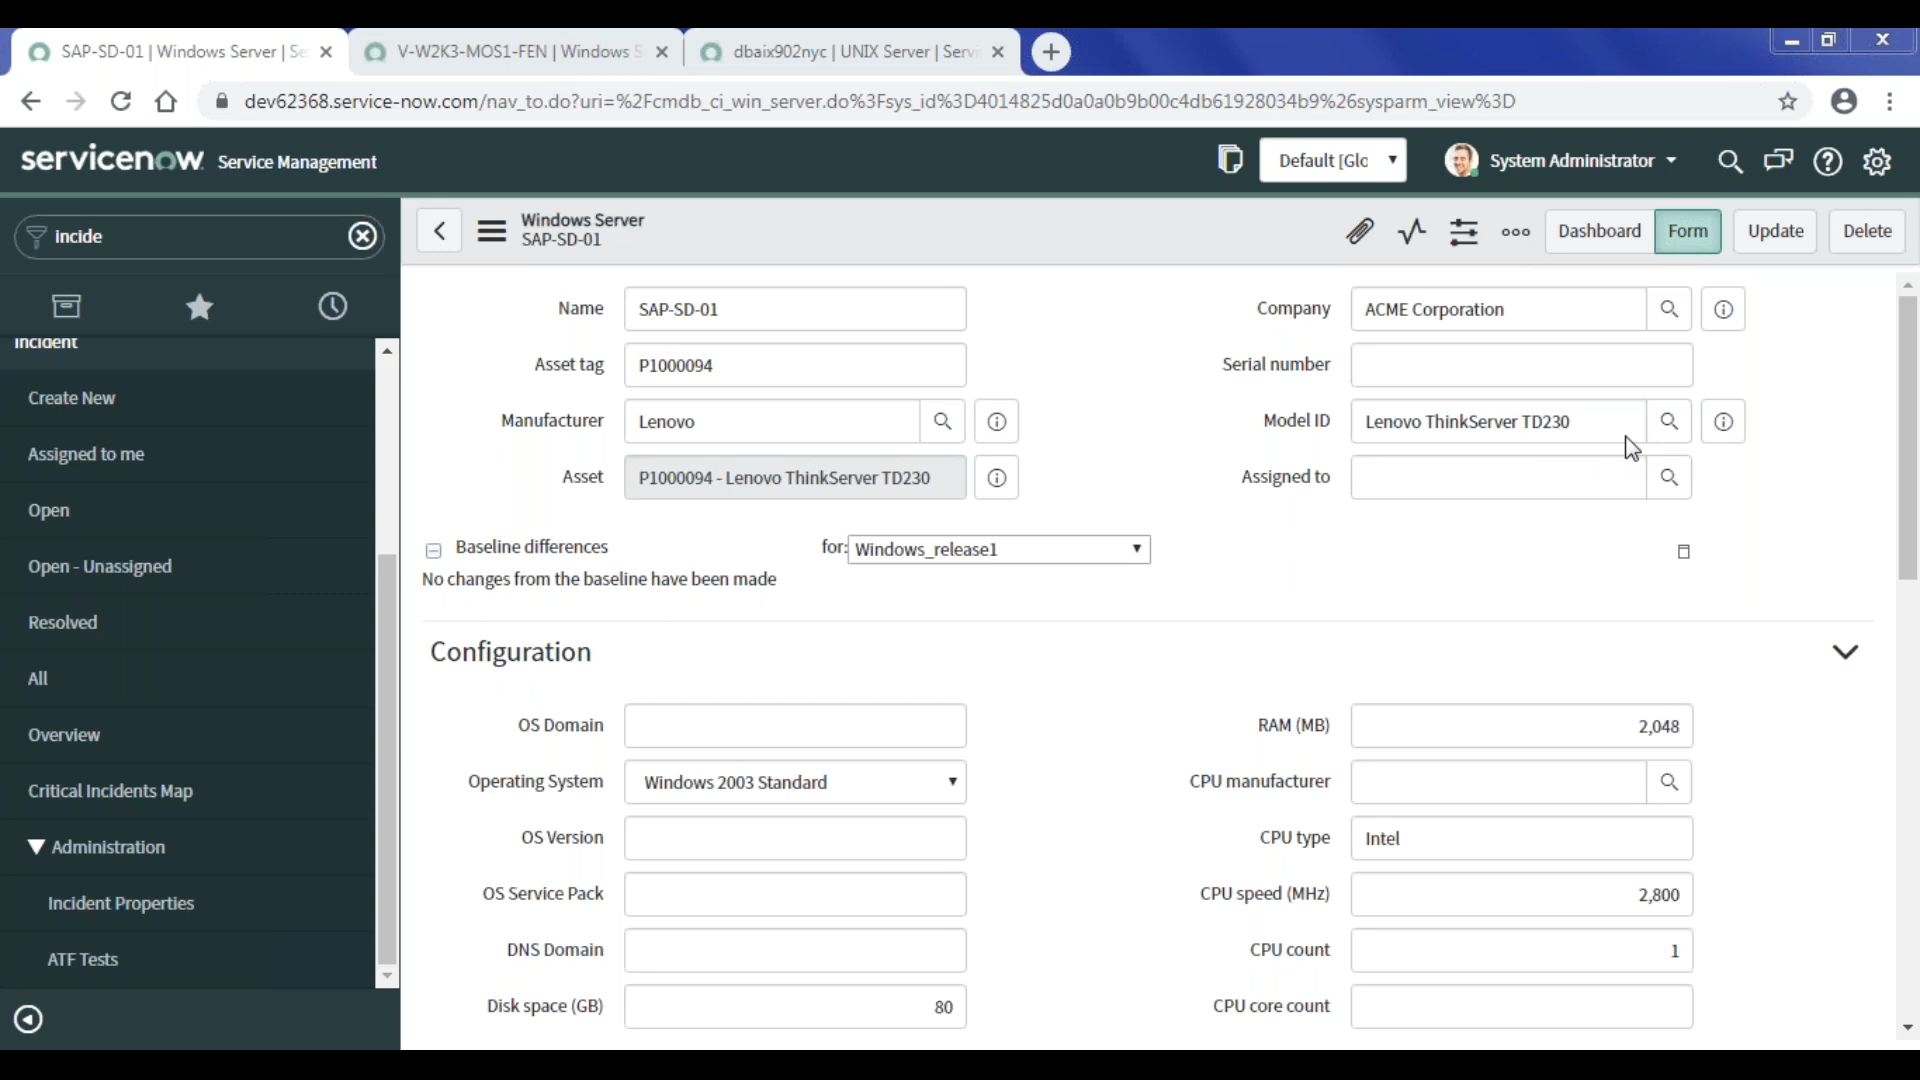 SAP-SD-01 | Windows Server | Se
V-W2K3-MOS1-FEN | Windows S
dbaix902nyc | UNIX Server | Servi
dev62368.service-now.com/nav_to.do?uri=%2Fcmdb_ci_win_server.do%3Fsys_id%3D4014825d0a0a0b9b00c4db61928034b9%26sysparm_view%3D
servicenow Service Management
Default [Glo
System Administrator
incide
Windows Server
SAP-SD-01
Dashboard Form Update Delete
Incident
Create New
Assigned to me
Open
Open - Unassigned
Resolved
All
Overview
Critical Incidents Map
Administration
Incident Properties
ATF Tests
Name SAP-SD-01
Company ACME Corporation
Asset tag P1000094
Serial number
Manufacturer Lenovo
Model ID Lenovo ThinkServer TD230
Asset P1000094 - Lenovo ThinkServer TD230
Assigned to
Baseline differences for: Windows_release1
No changes from the baseline have been made
Configuration
OS Domain
RAM (MB) 2,048
Operating System Windows 2003 Standard
CPU manufacturer
OS Version
CPU type Intel
OS Service Pack
CPU speed (MHz) 2,800
DNS Domain
CPU count 1
Disk space (GB) 80
CPU core count